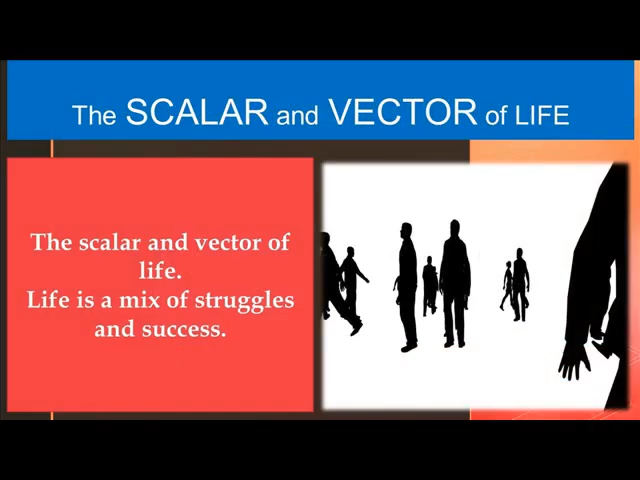 The SCALAR and VECTOR of LIFE
The scalar and vector of
life.
Life is a mix of struggles
and success.